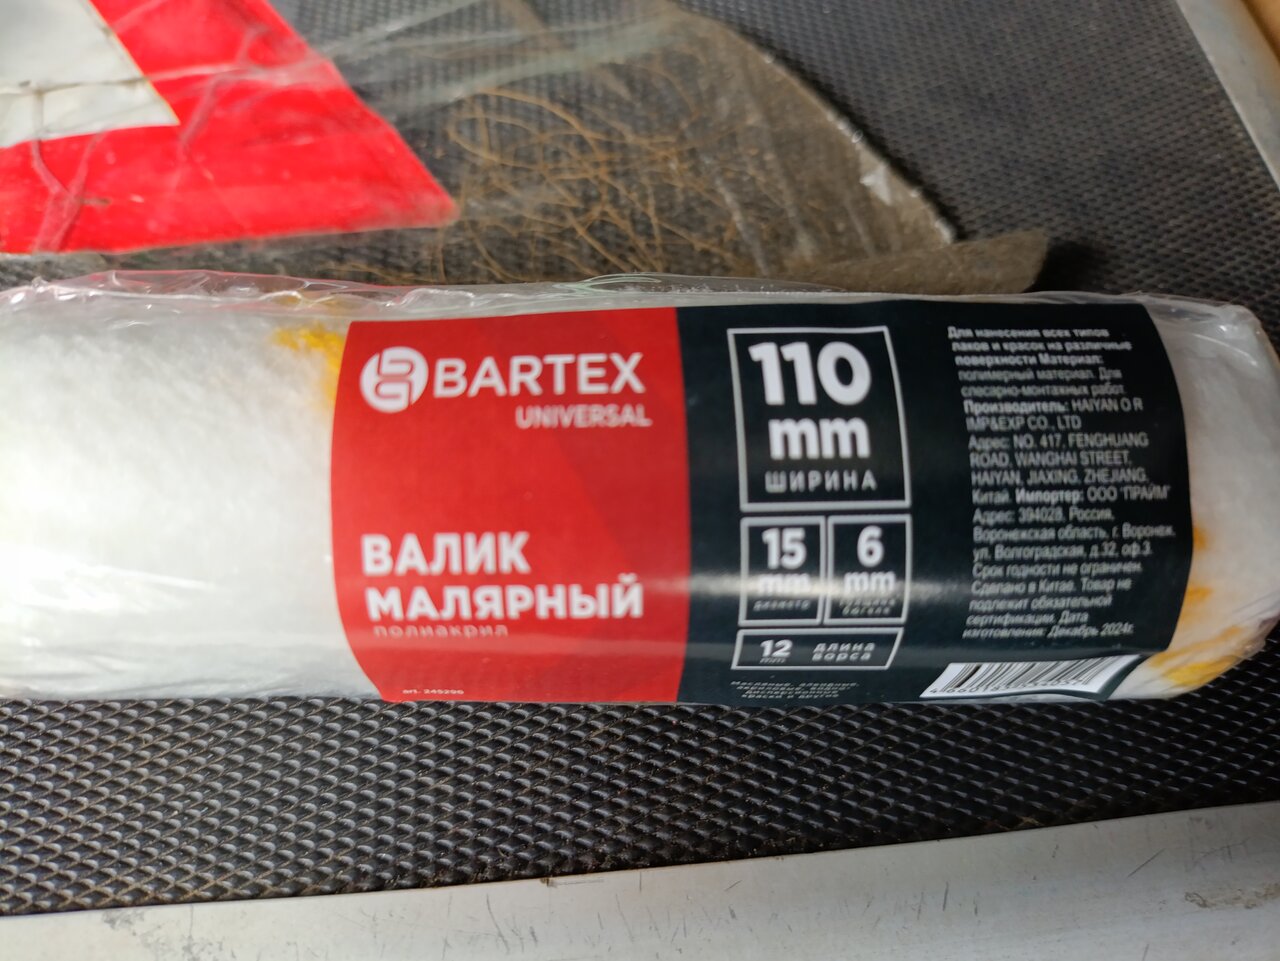 BARTEX
UNIVERSAL
ВАЛИК
МАЛЯРНЫЙ
полиакрил
art. 245290
110
mm
ШИРИНА
15
mm
диаметр
6
mm
12
mm
длина
ворса
Для нанесения всех типов
лаков и красок на различные
поверхности Материал:
полимерный материал. Для
слесарно-монтажных работ.
Производитель: HAIYAN O R
IMP&EXP CO., LTD
Адрес: NO. 417, FENGHUANG
ROAD, WANGHAI STREET,
HAIYAN, JIAXING, ZHEJIANG,
Китай. Импортер: ООО "ПРАЙМ"
Адрес: 394028, Россия,
Воронежская область, г. Воронеж,
ул. Волгоградская, д.32, оф.3.
Срок годности не ограничен.
Сделано в Китае. Товар не
подлежит обязательной
сертификации. Дата
изготовления: Декабрь 2024г.